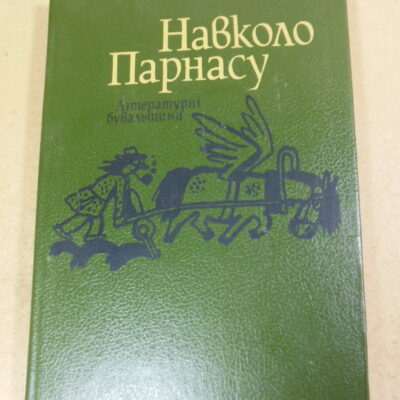 Навколо
Парнасу
Літературні
бувальщини